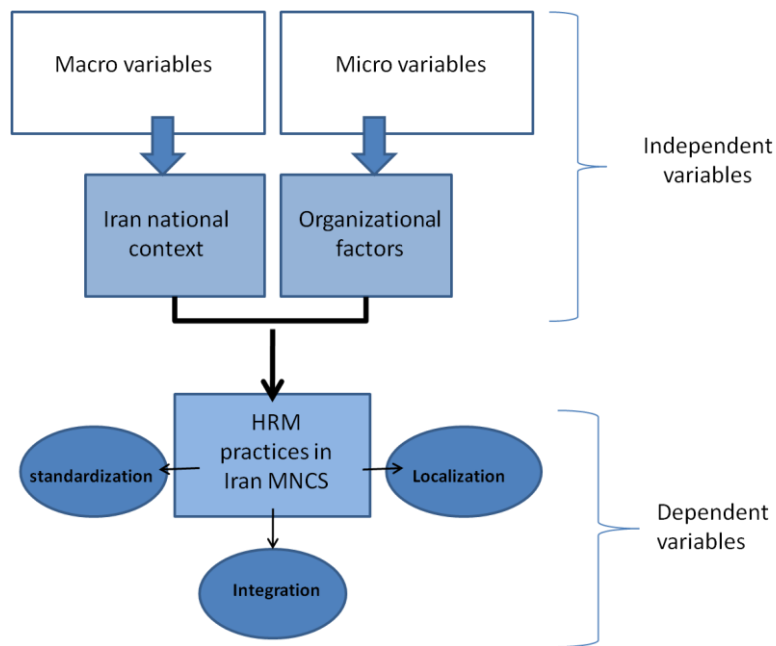 Macro variables
Micro variables
Independent
variables
Iran national
context
Organizational
factors
HRM
practices in
Iran MNCS
standardization
Localization
Dependent
variables
Integration